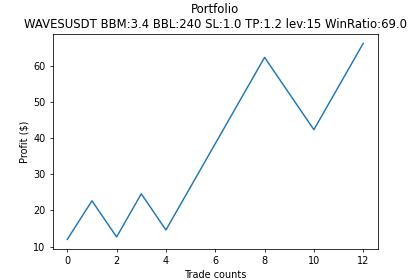 Portfolio
WAVESUSDT BBM:3.4 BBL:240 SL:1.0 TP:1.2 lev:15 WinRatio:69.0
60
50
40
30
20
10
Profit ($)
0 2 4 6 8 10 12
Trade counts